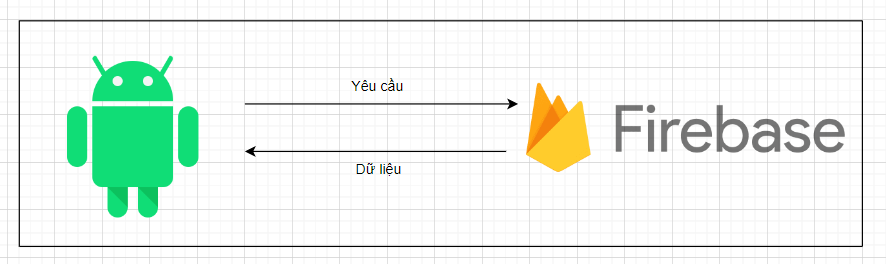 Yêu cầu
Firebase
Dữ liệu